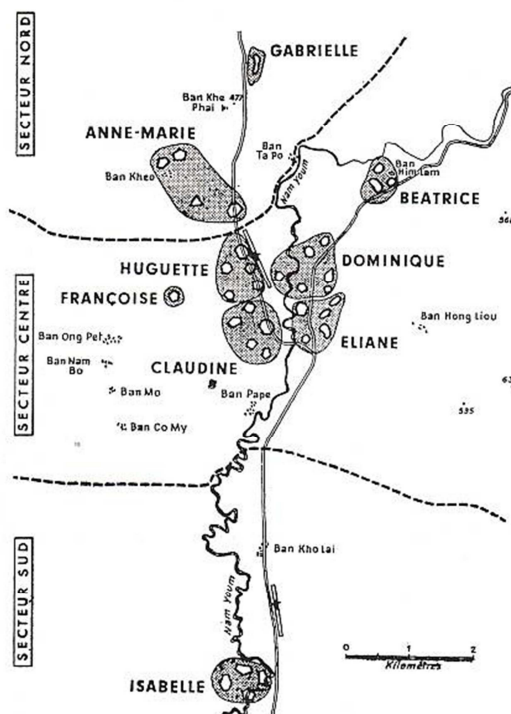 SECTEUR NORD
GABRIELLE
Ban Khe 477
Phai
ANNE-MARIE
Ban Kheo
Ban
Ta Po
Nam Youm
Ban
Him Lam
BEATRICE
SECTEUR CENTRE
HUGUETTE
DOMINIQUE
FRANÇOISE
Ban Hong Liou
Ban Ong Pet
ELIANE
Ban Nam
Bo
CLAUDINE
Ban Mo
Ban Pape
535
Ban Co My
SECTEUR SUD
Ban Kho Lai
Nam Youm
0 1 2
Kilomètres
ISABELLE